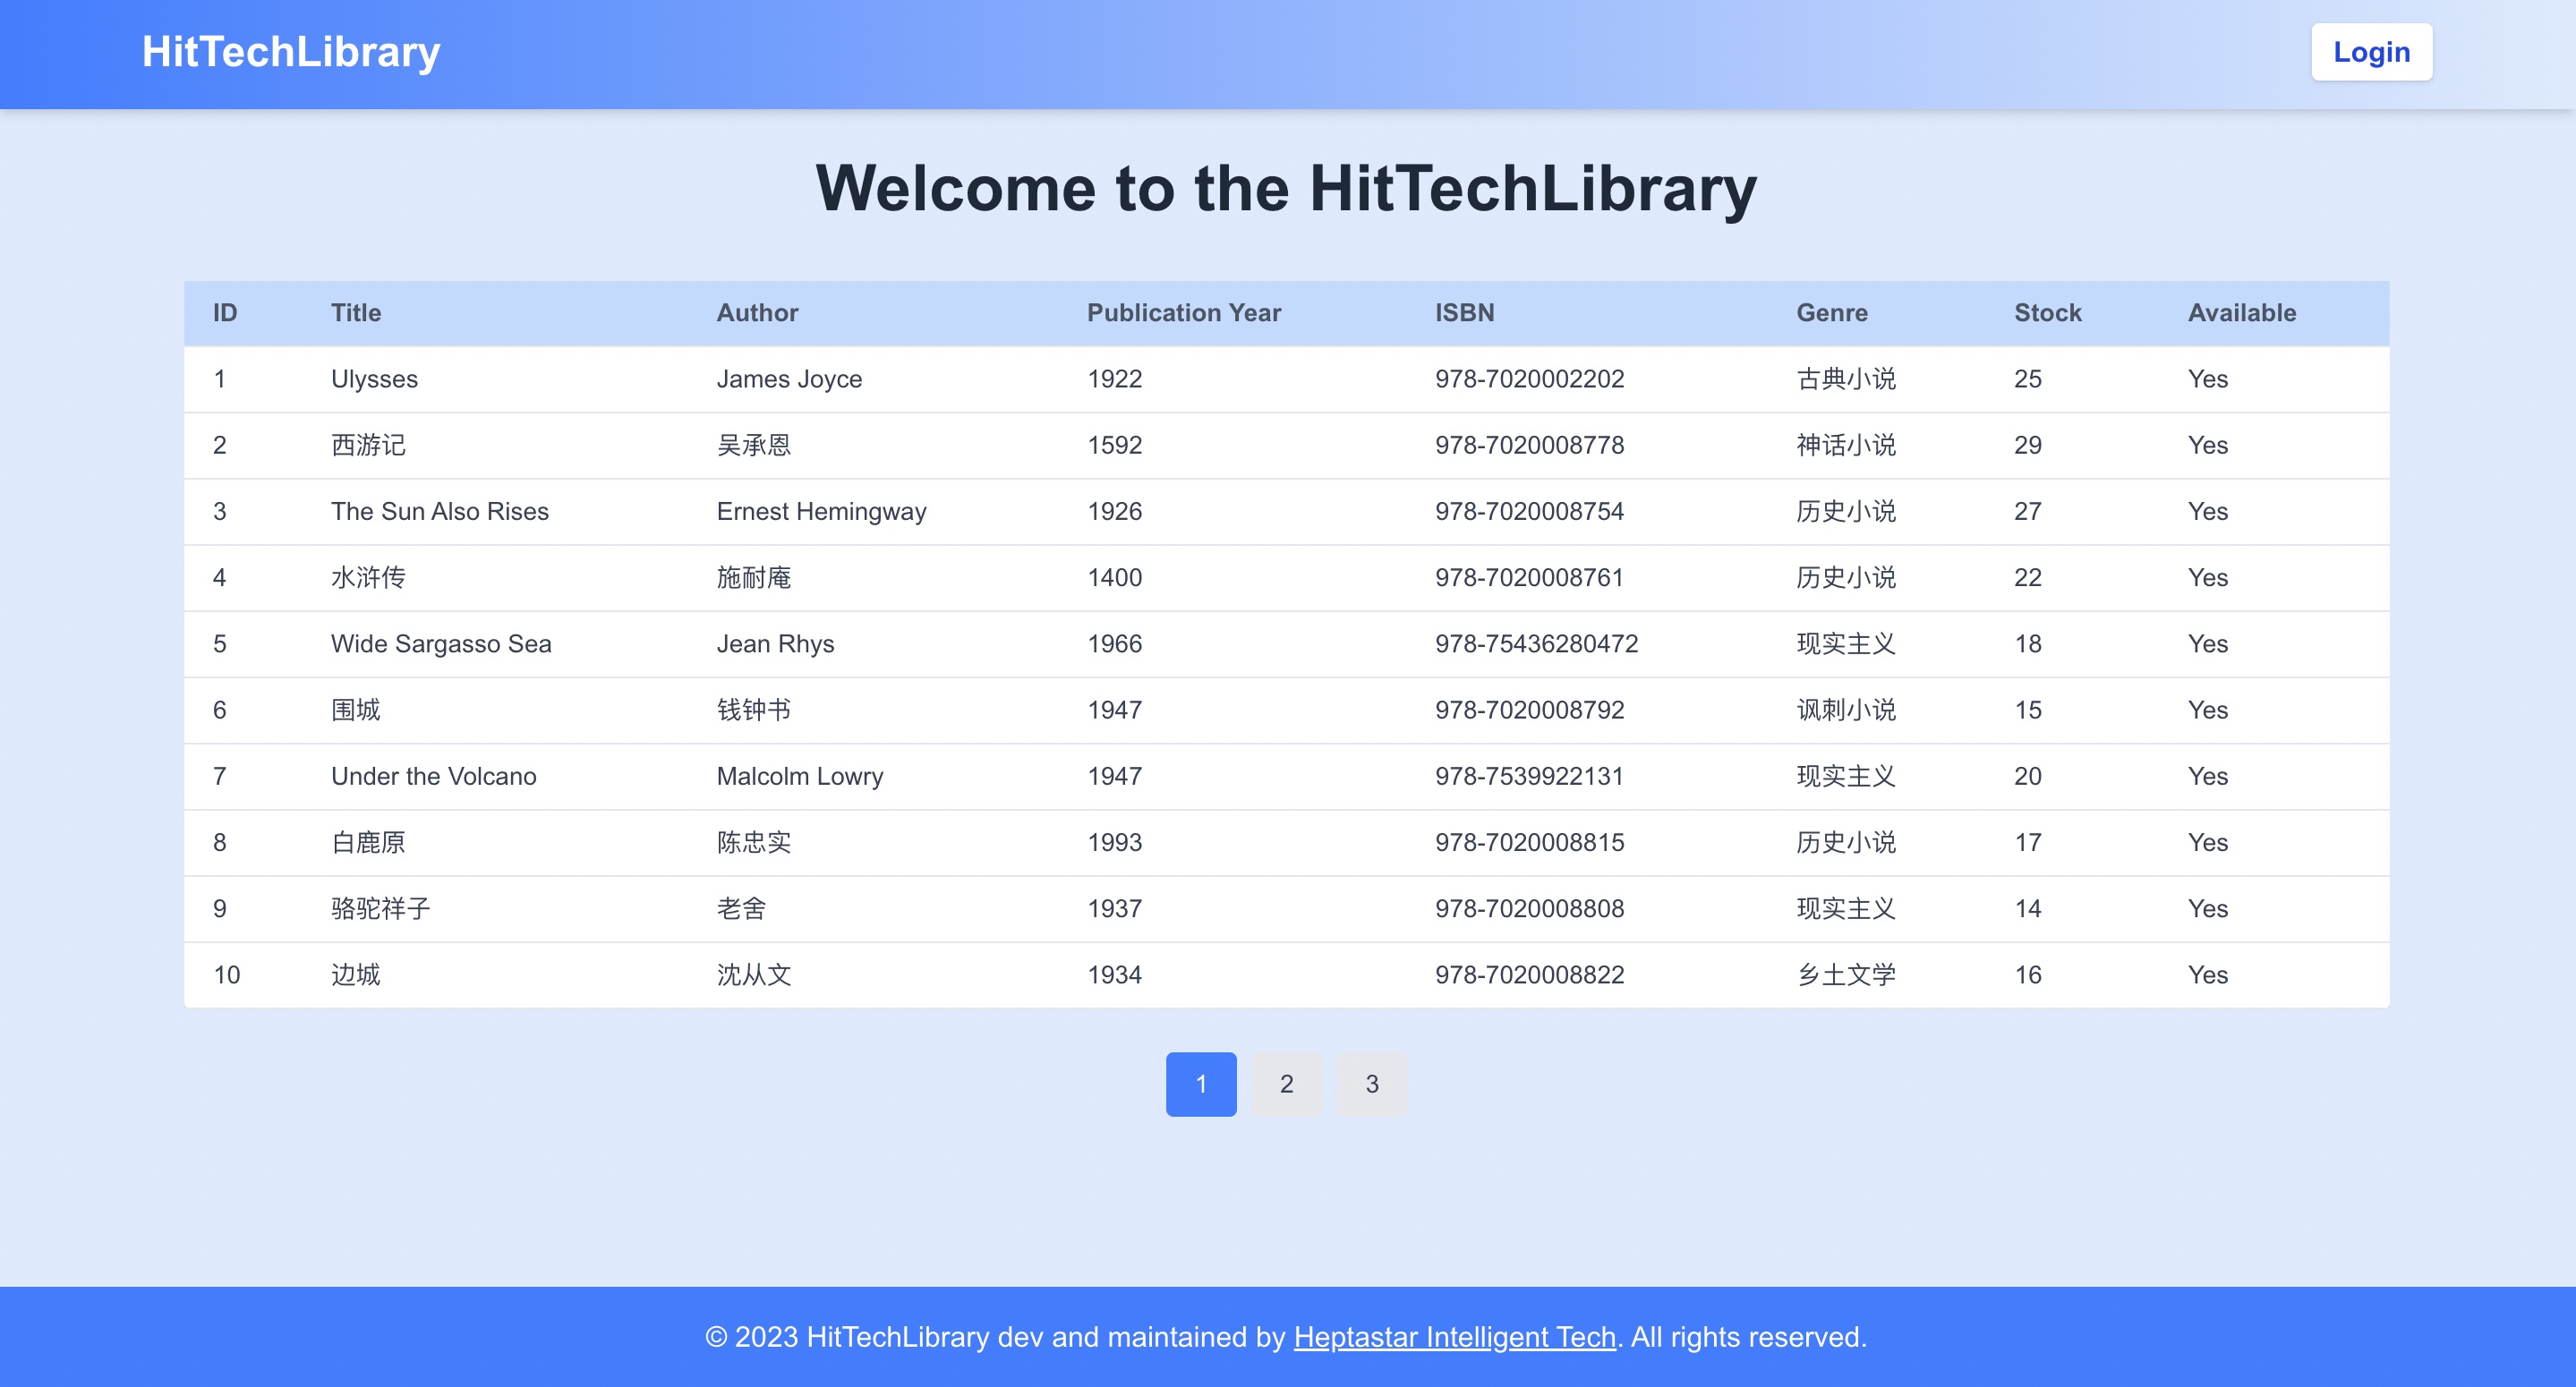 HitTechLibrary Login
Welcome to the HitTechLibrary
ID Title Author Publication Year ISBN Genre Stock Available
1 Ulysses James Joyce 1922 978-7020002202 古典小说 25 Yes
2 西游记 吴承恩 1592 978-7020008778 神话小说 29 Yes
3 The Sun Also Rises Ernest Hemingway 1926 978-7020008754 历史小说 27 Yes
4 水浒传 施耐庵 1400 978-7020008761 历史小说 22 Yes
5 Wide Sargasso Sea Jean Rhys 1966 978-75436280472 现实主义 18 Yes
6 围城 钱钟书 1947 978-7020008792 讽刺小说 15 Yes
7 Under the Volcano Malcolm Lowry 1947 978-7539922131 现实主义 20 Yes
8 白鹿原 陈忠实 1993 978-7020008815 历史小说 17 Yes
9 骆驼祥子 老舍 1937 978-7020008808 现实主义 14 Yes
10 边城 沈从文 1934 978-7020008822 乡土文学 16 Yes
1 2 3
© 2023 HitTechLibrary dev and maintained by Heptastar Intelligent Tech. All rights reserved.